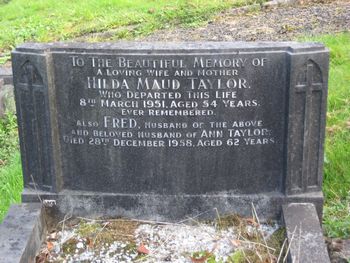 TO THE BEAUTIFUL MEMORY OF
A LOVING WIFE AND MOTHER
HILDA MAUD TAYLOR,
WHO DEPARTED THIS LIFE
8TH MARCH 1951, AGED 54 YEARS.
EVER REMEMBERED.
ALSO FRED, HUSBAND OF THE ABOVE
AND BELOVED HUSBAND OF ANN TAYLOR,
DIED 28TH DECEMBER 1958, AGED 62 YEARS